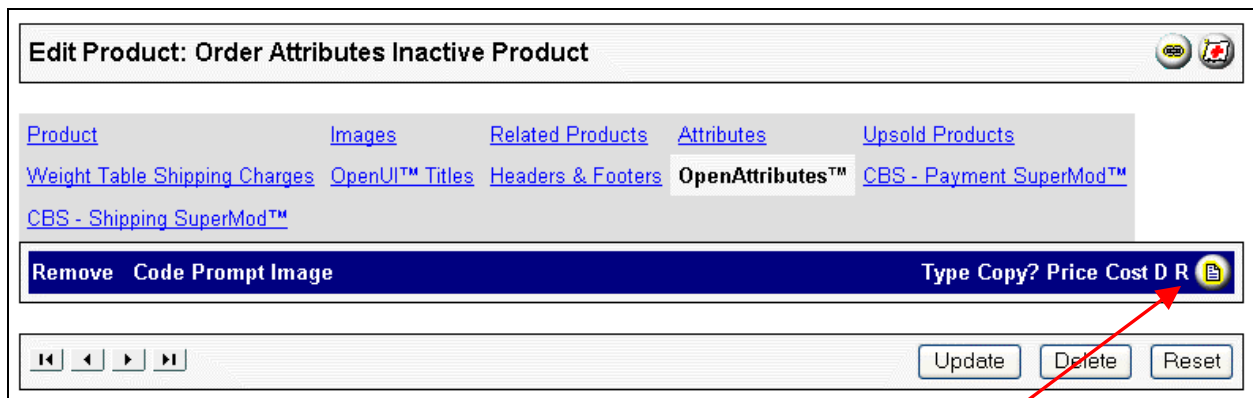 Edit Product: Order Attributes Inactive Product
Product Images Related Products Attributes Upsold Products
Weight Table Shipping Charges OpenUI™ Titles Headers & Footers OpenAttributes™ CBS - Payment SuperMod™
CBS - Shipping SuperMod™
Remove Code Prompt Image Type Copy? Price Cost D R
Update Delete Reset